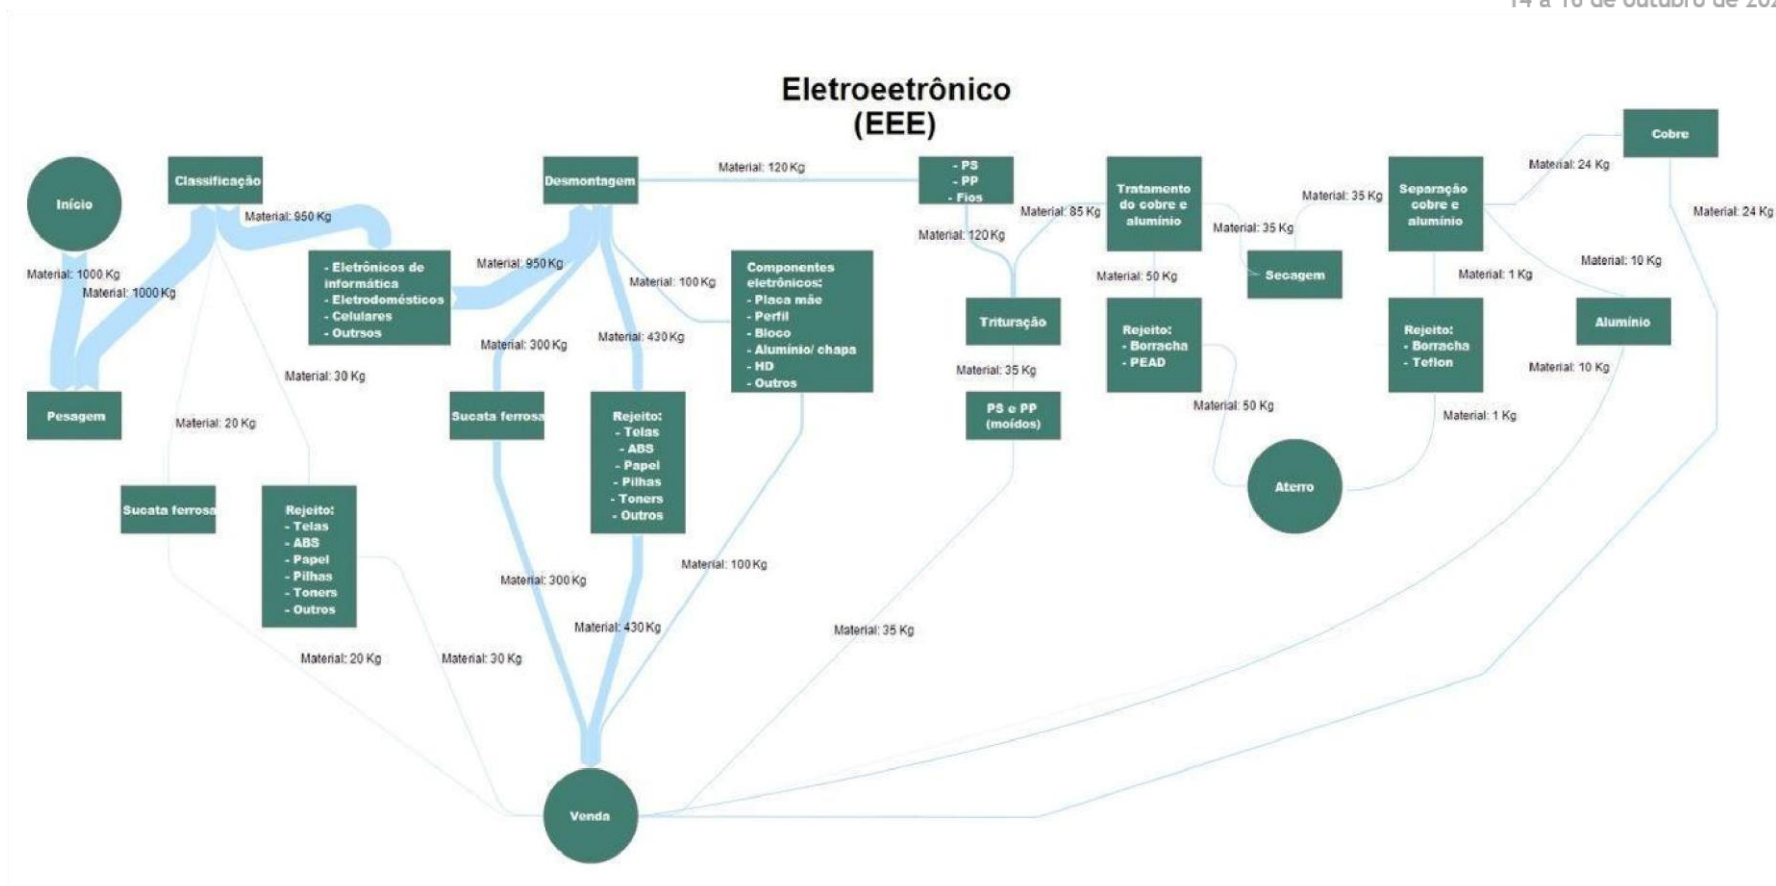 Eletroeetrônico
(EEE)
Início
Material: 1000 Kg
Pesagem
Material: 1000 Kg
Classificação
Material: 950 Kg
- Eletrônicos de
informática
- Eletrodomésticos
- Celulares
- Outrsos
Material: 20 Kg
Sucata ferrosa
Material: 20 Kg
Material: 30 Kg
Rejeito:
- Telas
- ABS
- Papel
- Pilhas
- Toners
- Outros
Material: 30 Kg
Material: 950 Kg
Desmontagem
Material: 300 Kg
Sucata ferrosa
Material: 300 Kg
Material: 430 Kg
Rejeito:
- Telas
- ABS
- Papel
- Pilhas
- Toners
- Outros
Material: 430 Kg
Material: 100 Kg
Componentes
eletrônicos:
- Placa mãe
- Perfil
- Bloco
- Alumínio/ chapa
- HD
- Outros
Material: 100 Kg
Material: 120 Kg
- PS
- PP
- Fios
Material: 120 Kg
Trituração
Material: 35 Kg
PS e PP
(moídos)
Material: 35 Kg
Material: 85 Kg
Tratamento
do cobre e
alumínio
Material: 50 Kg
Rejeito:
- Borracha
- PEAD
Material: 50 Kg
Material: 35 Kg
Secagem
Material: 35 Kg
Separação
cobre e
alumínio
Material: 1 Kg
Rejeito:
- Borracha
- Teflon
Material: 1 Kg
Aterro
Material: 24 Kg
Cobre
Material: 24 Kg
Material: 10 Kg
Alumínio
Material: 10 Kg
Venda